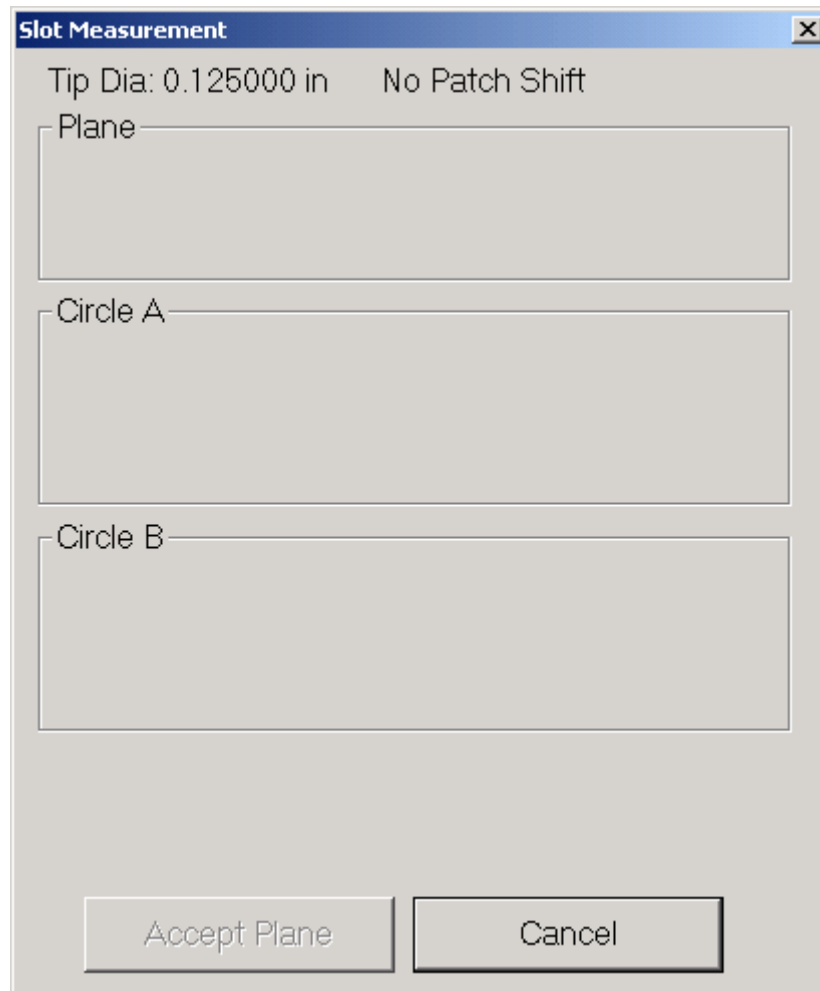 Slot Measurement
Tip Dia: 0.125000 in No Patch Shift
Plane
Circle A
Circle B
Accept Plane Cancel